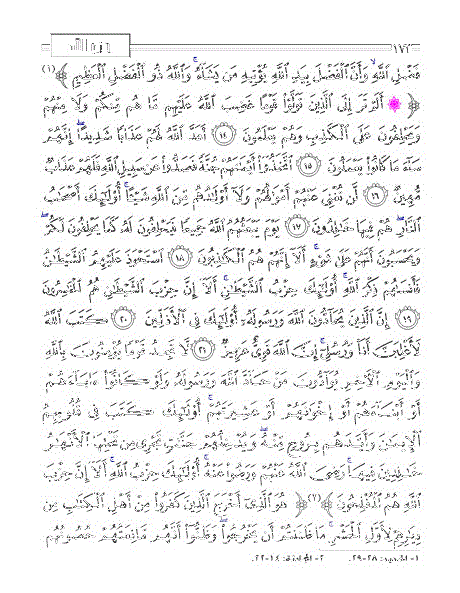 ١٧٢
فَضْلِ ٱللَّهِ وَأَنَّ ٱلْفَضْلَ بِيَدِ ٱللَّهِ يُؤْتِيهِ مَن يَشَآءُ وَٱللَّهُ ذُو ٱلْفَضْلِ ٱلْعَظِيمِ ﴾ (١)
﴿ ۞ أَلَمْ تَرَ إِلَى ٱلَّذِينَ تَوَلَّوْا۟ قَوْمًا غَضِبَ ٱللَّهُ عَلَيْهِم مَّا هُم مِّنكُمْ وَلَا مِنْهُمْ
وَيَحْلِفُونَ عَلَى ٱلْكَذِبِ وَهُمْ يَعْلَمُونَ ١٤ أَعَدَّ ٱللَّهُ لَهُمْ عَذَابًا شَدِيدًا إِنَّهُمْ
سَآءَ مَا كَانُوا۟ يَعْمَلُونَ ١٥ ٱتَّخَذُوٓا۟ أَيْمَٰنَهُمْ جُنَّةً فَصَدُّوا۟ عَن سَبِيلِ ٱللَّهِ فَلَهُمْ عَذَابٌ
مُّهِينٌ ١٦ لَّن تُغْنِىَ عَنْهُمْ أَمْوَٰلُهُمْ وَلَآ أَوْلَٰدُهُم مِّنَ ٱللَّهِ شَيْـًٔا أُو۟لَٰٓئِكَ أَصْحَٰبُ
ٱلنَّارِ هُمْ فِيهَا خَٰلِدُونَ ١٧ يَوْمَ يَبْعَثُهُمُ ٱللَّهُ جَمِيعًا فَيَحْلِفُونَ لَهُۥ كَمَا يَحْلِفُونَ لَكُمْ
وَيَحْسَبُونَ أَنَّهُمْ عَلَىٰ شَىْءٍ أَلَآ إِنَّهُمْ هُمُ ٱلْكَٰذِبُونَ ١٨ ٱسْتَحْوَذَ عَلَيْهِمُ ٱلشَّيْطَٰنُ
فَأَنسَىٰهُمْ ذِكْرَ ٱللَّهِ أُو۟لَٰٓئِكَ حِزْبُ ٱلشَّيْطَٰنِ أَلَآ إِنَّ حِزْبَ ٱلشَّيْطَٰنِ هُمُ ٱلْخَٰسِرُونَ
١٩ إِنَّ ٱلَّذِينَ يُحَآدُّونَ ٱللَّهَ وَرَسُولَهُۥٓ أُو۟لَٰٓئِكَ فِى ٱلْأَذَلِّينَ ٢٠ كَتَبَ ٱللَّهُ
لَأَغْلِبَنَّ أَنَا۠ وَرُسُلِىٓ إِنَّ ٱللَّهَ قَوِىٌّ عَزِيزٌ ٢١ لَّا تَجِدُ قَوْمًا يُؤْمِنُونَ بِٱللَّهِ
وَٱلْيَوْمِ ٱلْءَاخِرِ يُوَآدُّونَ مَنْ حَآدَّ ٱللَّهَ وَرَسُولَهُۥ وَلَوْ كَانُوٓا۟ ءَابَآءَهُمْ
أَوْ أَبْنَآءَهُمْ أَوْ إِخْوَٰنَهُمْ أَوْ عَشِيرَتَهُمْ أُو۟لَٰٓئِكَ كَتَبَ فِى قُلُوبِهِمُ
ٱلْإِيمَٰنَ وَأَيَّدَهُم بِرُوحٍ مِّنْهُ وَيُدْخِلُهُمْ جَنَّٰتٍ تَجْرِى مِن تَحْتِهَا ٱلْأَنْهَٰرُ
خَٰلِدِينَ فِيهَا رَضِىَ ٱللَّهُ عَنْهُمْ وَرَضُوا۟ عَنْهُ أُو۟لَٰٓئِكَ حِزْبُ ٱللَّهِ أَلَآ إِنَّ حِزْبَ
ٱللَّهِ هُمُ ٱلْمُفْلِحُونَ ﴾ (٢) ﴿ هُوَ ٱلَّذِىٓ أَخْرَجَ ٱلَّذِينَ كَفَرُوا۟ مِنْ أَهْلِ ٱلْكِتَٰبِ مِن
دِيَٰرِهِمْ لِأَوَّلِ ٱلْحَشْرِ مَا ظَنَنتُمْ أَن يَخْرُجُوا۟ وَظَنُّوٓا۟ أَنَّهُم مَّانِعَتُهُمْ حُصُونُهُم
١- الحديد: ٢٨-٢٩. ٢- المجادلة: ١٤-٢٢.